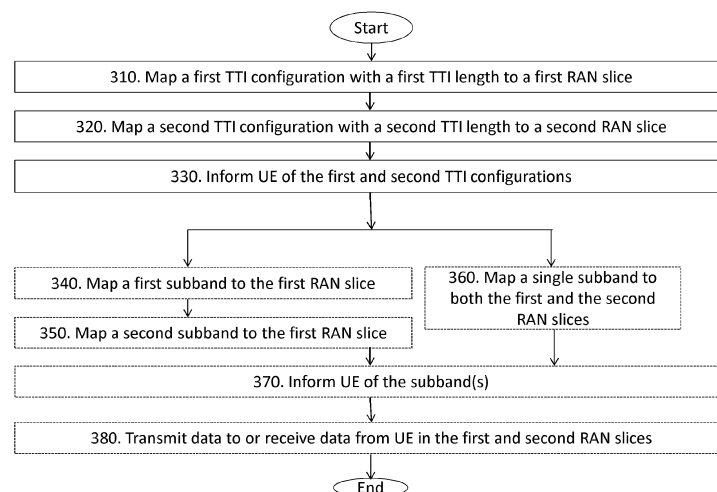 Start
310. Map a first TTI configuration with a first TTI length to a first RAN slice
320. Map a second TTI configuration with a second TTI length to a second RAN slice
330. Inform UE of the first and second TTI configurations
340. Map a first subband to the first RAN slice
350. Map a second subband to the first RAN slice
360. Map a single subband to
both the first and the second
RAN slices
370. Inform UE of the subband(s)
380. Transmit data to or receive data from UE in the first and second RAN slices
End